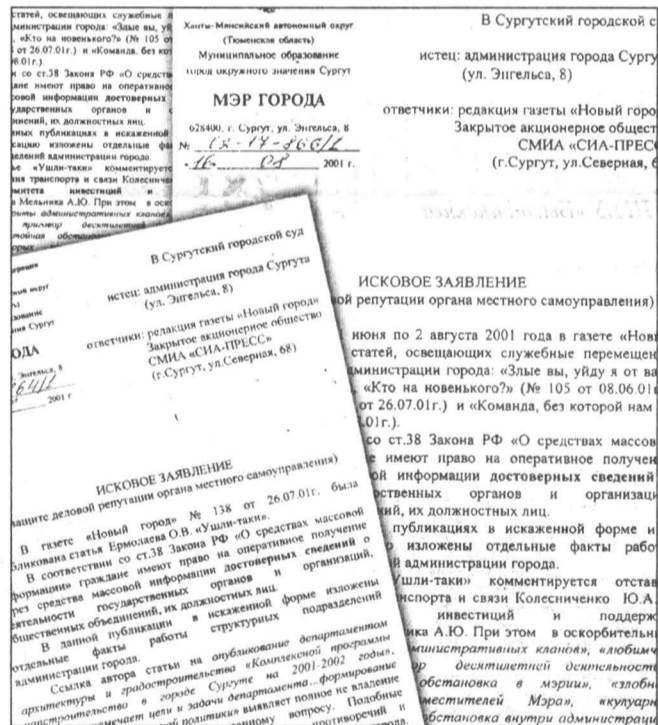 статей, освещающих служебные
администрации города: «Злые вы, уй
«Кто на новенького?» (№ 105 от
от 26.07.01г.) и «Команда, без кот
со ст.38 Закона РФ «О средств
имеют право на оперативно
информации достоверных
органов и
их должностных лиц.
публикациях в искаженной
изложены отдельные фа
администрации города.
«Ушли-таки» комментирует
транспорта и связи Колесниче
инвестиций и
Мельника А.Ю. При этом в оск
административных кланов»
Ханты-Мансийский автономный округ
(Тюменская область)
Муниципальное образование
город окружного значения Сургут
МЭР ГОРОДА
628400, г. Сургут, ул. Энгельса, 8
№
16 08 2001 г.
В Сургутский городской с
истец: администрация города Сургу
(ул. Энгельса, 8)
ответчики: редакция газеты «Новый горо
Закрытое акционерное общест
СМИА «СИА-ПРЕСС
(г.Сургут, ул.Северная, 6
ИСКОВОЕ ЗАЯВЛЕНИЕ
ой репутации органа местного самоуправления)
июня по 2 августа 2001 года в газете «Нов
статей, освещающих служебные перемещен
администрации города: «Злые вы, уйду я от ва
«Кто на новенького?» (№ 105 от 08.06.01
от 26.07.01г.) и «Команда, без которой нам
.01г.).
со ст.38 Закона РФ «О средствах массов
имеют право на оперативное получен
ой информации достоверных сведений
органов и организац
их должностных лиц.
публикациях в искаженной форме и
изложены отдельные факты рабо
администрации города.
«Ушли-таки» комментируется отстав
транспорта и связи Колесниченко Ю.А.
инвестиций и поддерж
ика А.Ю. При этом в оскорбительн
административных кланов», «любимч
десятилетней деятельност
обстановка в мэрии», «злобн
местителей Мэра», «кулуарн
обстановка внутри администраци
В Сургутский городской суд
истец: администрация города Сургута
(ул. Энгельса, 8)
ответчики: редакция газеты «Новый город»
Закрытое акционерное общество
СМИА «СИА-ПРЕСС»
(г.Сургут, ул.Северная, 68)
2001 г
ИСКОВОЕ ЗАЯВЛЕНИЕ
защите деловой репутации органа местного самоуправления)
В газете «Новый город» № 138 от 26.07.01г. была
опубликована статья Ермолаева О.В. «Ушли-таки».
В соответствии со ст.38 Закона РФ «О средствах массовой
информации» граждане имеют право на оперативное получение
через средства массовой информации достоверных сведений о
деятельности государственных органов и организаций,
общественных объединений, их должностных лиц.
В данной публикации в искаженной форме изложены
отдельные факты работы структурных подразделений
администрации города.
Ссылка автора статьи на опубликование департаментом
архитектуры и градостроительства «Комплексной программы
строительства в городе Сургуте на 2001-2002 годы»,
цели и задачи департамента...формирование
политики» выявляет полное не владение
данному вопросу. Подобные
противоречий и